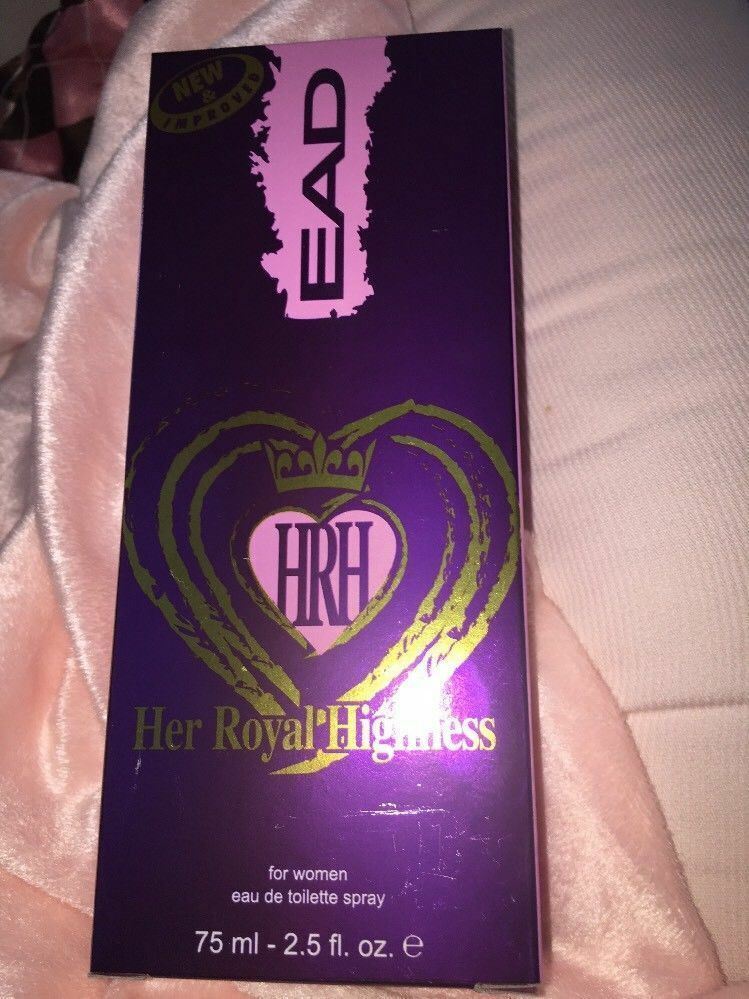 NEW
&
IMPROVED
EAD
HRH
Her Royal Highness
for women
eau de toilette spray
75 ml - 2.5 fl. oz. ℮